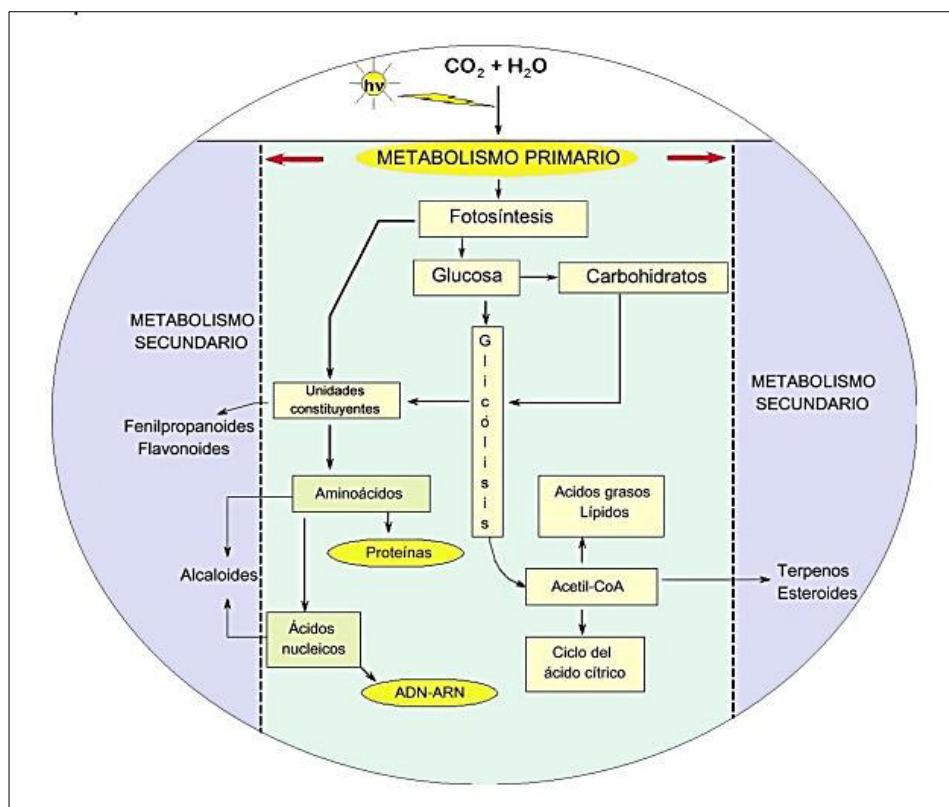 CO₂ + H₂O
hν
METABOLISMO PRIMARIO
Fotosíntesis
Glucosa
Carbohidratos
METABOLISMO
SECUNDARIO
Glicólisis
METABOLISMO
SECUNDARIO
Unidades
constituyentes
Fenilpropanoides
Flavonoides
Aminoácidos
Acidos grasos
Lípidos
Proteínas
Alcaloides
Acetil-CoA
Terpenos
Esteroides
Ácidos
nucleicos
Ciclo del
ácido cítrico
ADN-ARN